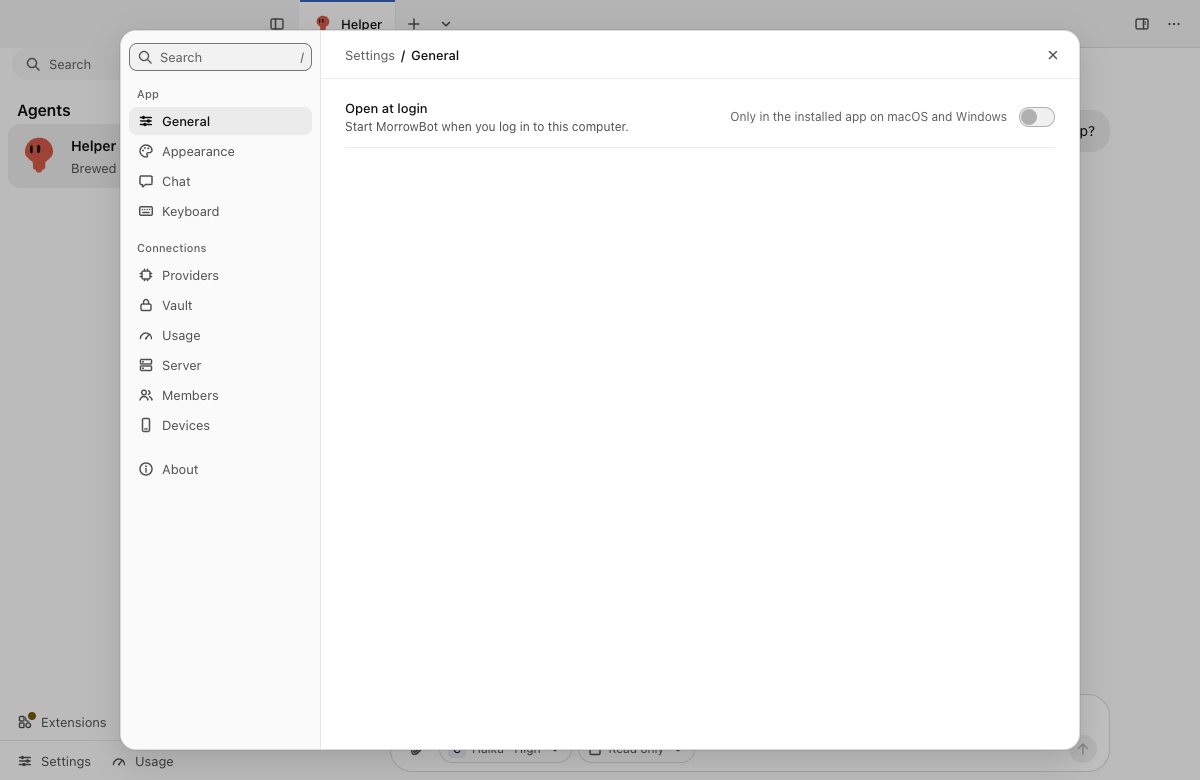 Helper
Search
Agents
Helper
Brewed
Extensions
Settings
Usage
Search /
App
General
Appearance
Chat
Keyboard
Connections
Providers
Vault
Usage
Server
Members
Devices
About
Settings / General
Open at login
Start MorrowBot when you log in to this computer.
Only in the installed app on macOS and Windows
p?